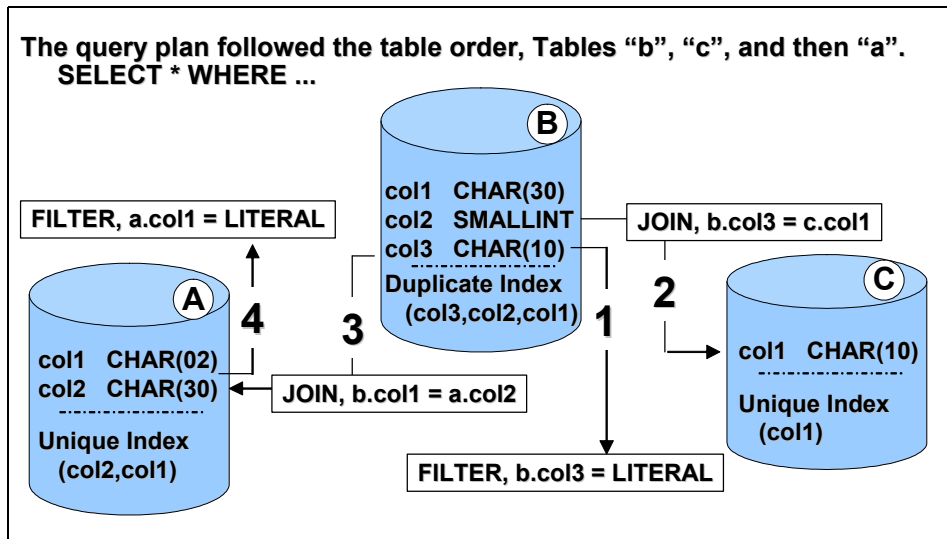 The query plan followed the table order, Tables “b”, “c”, and then “a”.
SELECT * WHERE ...
B
col1 CHAR(30)
col2 SMALLINT
col3 CHAR(10)
Duplicate Index
(col3,col2,col1)
FILTER, a.col1 = LITERAL
JOIN, b.col3 = c.col1
4
3
1
2
A
col1 CHAR(02)
col2 CHAR(30)
Unique Index
(col2,col1)
JOIN, b.col1 = a.col2
C
col1 CHAR(10)
Unique Index
(col1)
FILTER, b.col3 = LITERAL